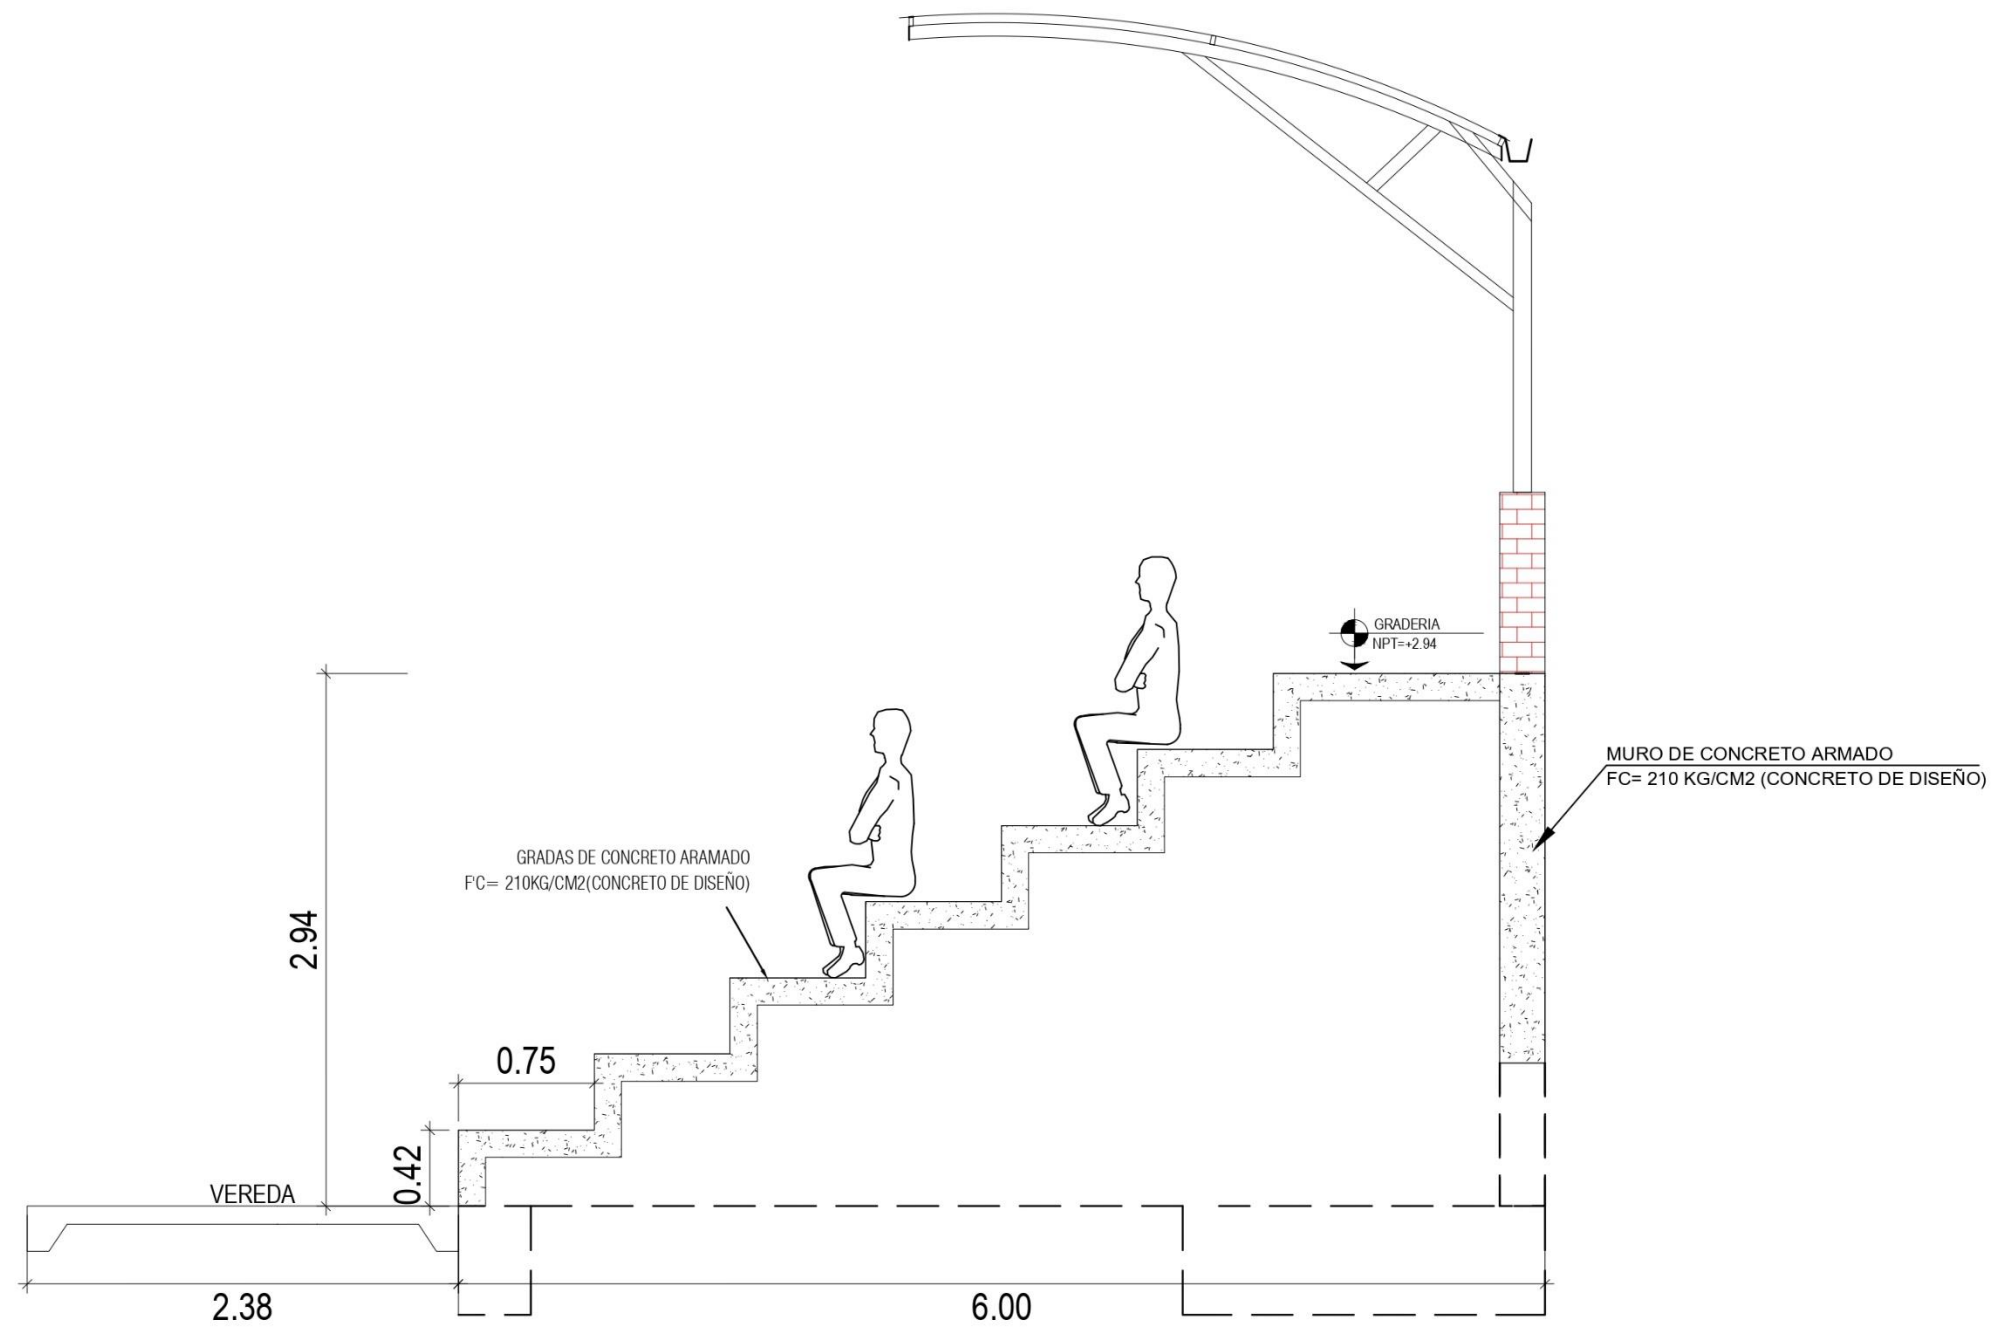 GRADERIA
NPT=+2.94
MURO DE CONCRETO ARMADO
FC= 210 KG/CM2 (CONCRETO DE DISEÑO)
GRADAS DE CONCRETO ARAMADO
F'C= 210KG/CM2(CONCRETO DE DISEÑO)
2.94
0.75
0.42
VEREDA
2.38
6.00